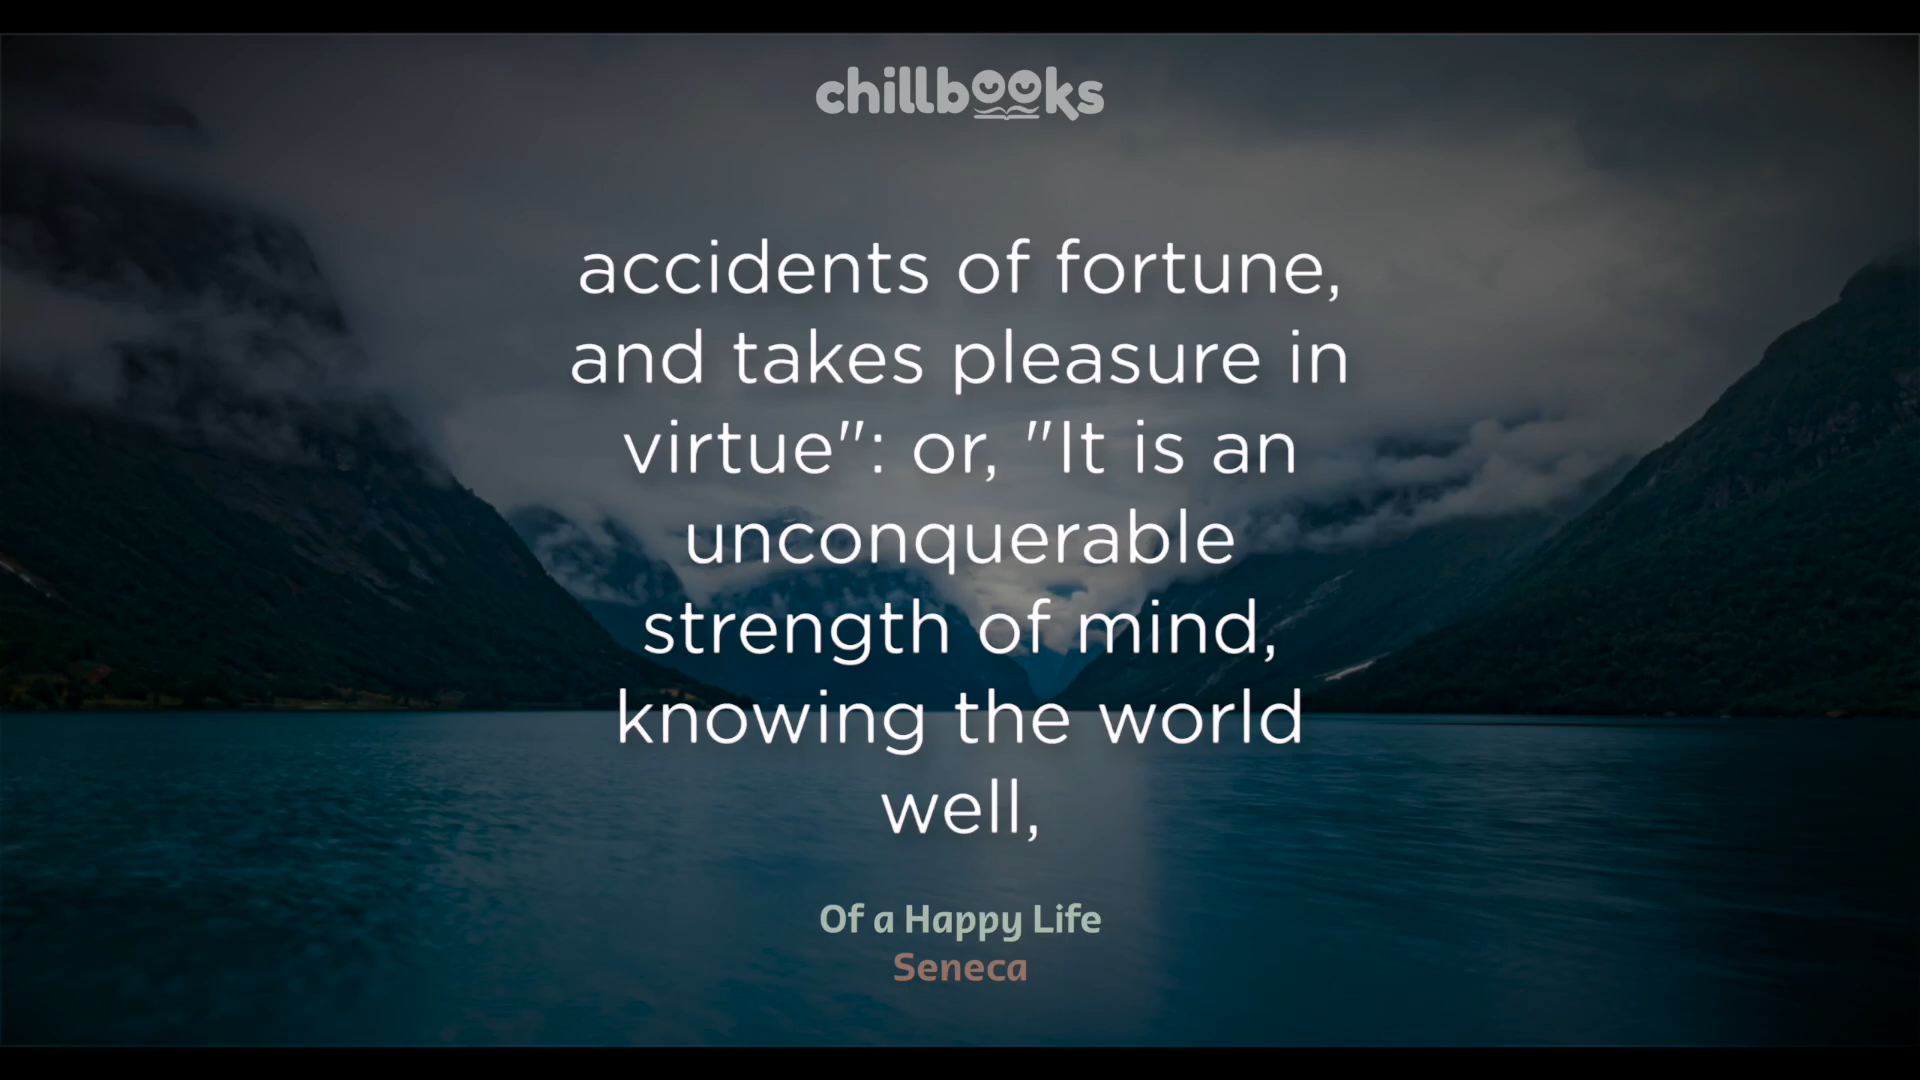 chillbooks
accidents of fortune,
and takes pleasure in
virtue": or, "It is an
unconquerable
strength of mind,
knowing the world
well,
Of a Happy Life
Seneca